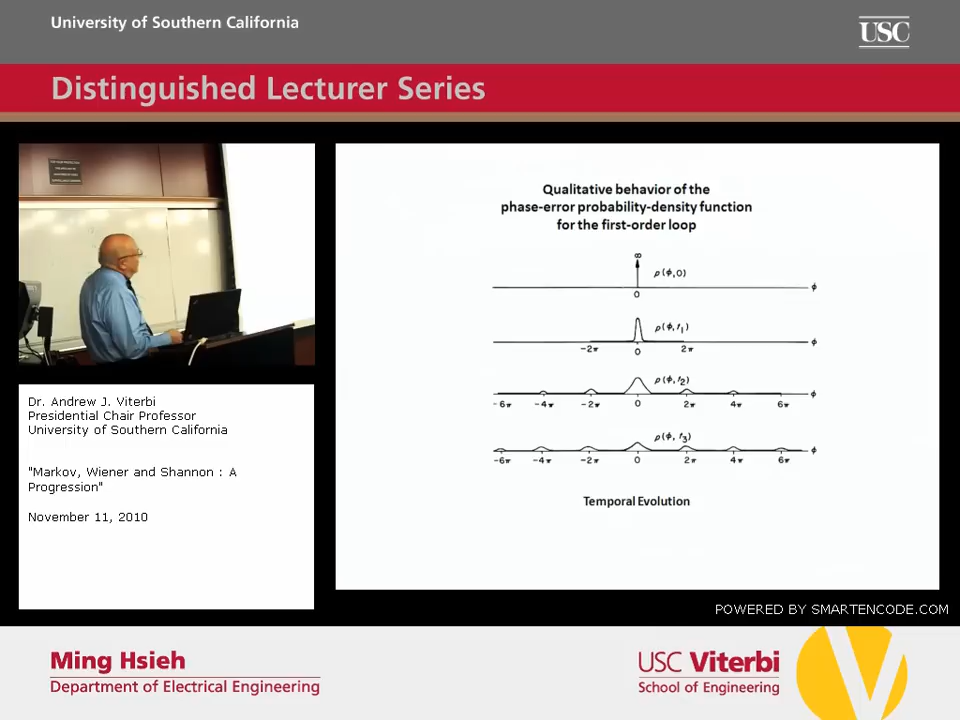 University of Southern California
USC
Distinguished Lecturer Series
Qualitative behavior of the
phase-error probability-density function
for the first-order loop
∞
p(ϕ,0)
ϕ
0
p(ϕ,t₁)
ϕ
-2π 0 2π
p(ϕ,t₂)
ϕ
-6π -4π -2π 0 2π 4π 6π
p(ϕ,t₃)
ϕ
-6π -4π -2π 0 2π 4π 6π
Temporal Evolution
Dr. Andrew J. Viterbi
Presidential Chair Professor
University of Southern California
"Markov, Wiener and Shannon : A
Progression"
November 11, 2010
POWERED BY SMARTENCODE.COM
Ming Hsieh
Department of Electrical Engineering
USC Viterbi
School of Engineering
V